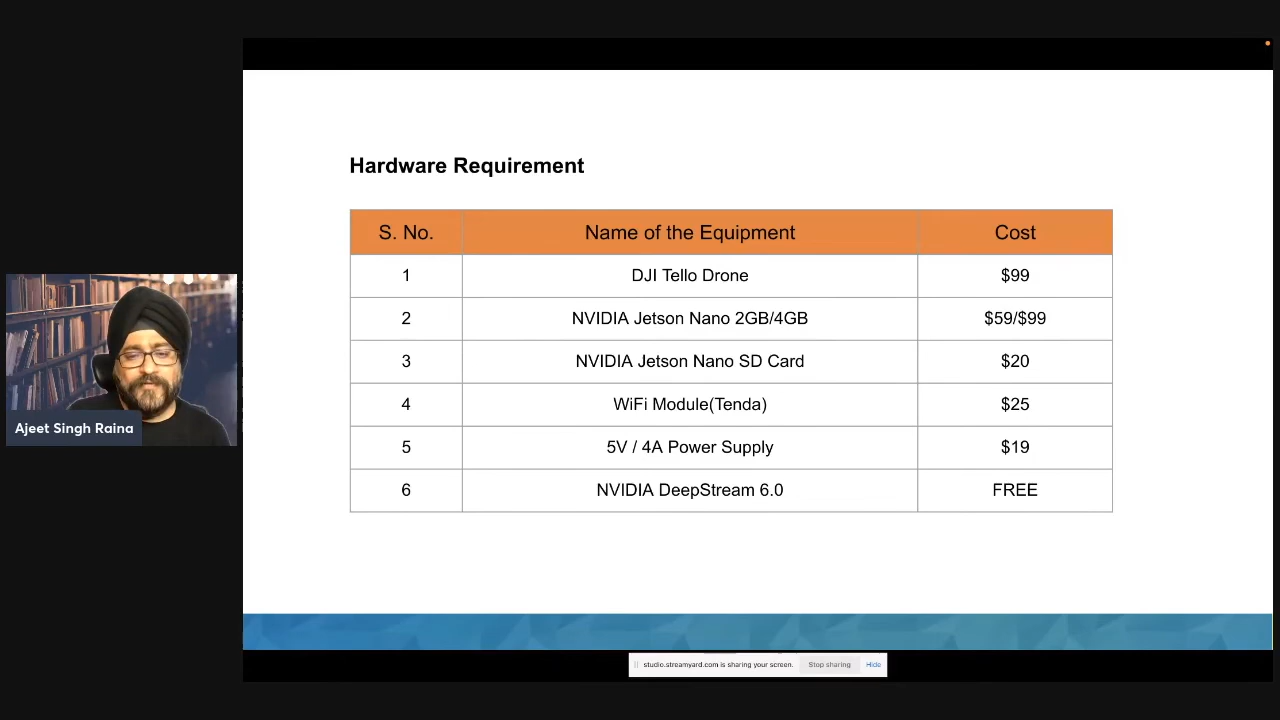 Hardware Requirement
S. No. Name of the Equipment Cost
1 DJI Tello Drone $99
2 NVIDIA Jetson Nano 2GB/4GB $59/$99
3 NVIDIA Jetson Nano SD Card $20
4 WiFi Module(Tenda) $25
5 5V / 4A Power Supply $19
6 NVIDIA DeepStream 6.0 FREE
Ajeet Singh Raina
studio.streamyard.com is sharing your screen. Stop sharing Hide